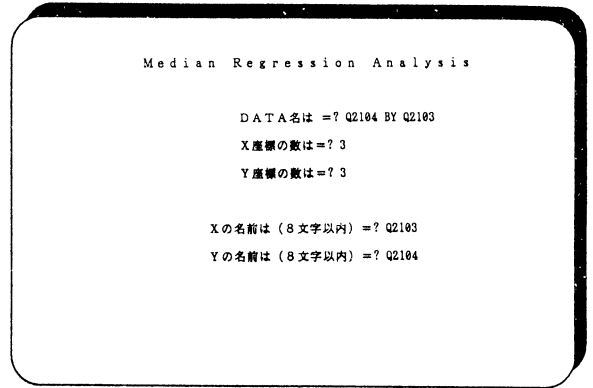 Median Regression Analysis
DATA名は =? Q2104 BY Q2103
X座標の数は=? 3
Y座標の数は=? 3
Xの名前は (8文字以内) =? Q2103
Yの名前は (8文字以内) =? Q2104